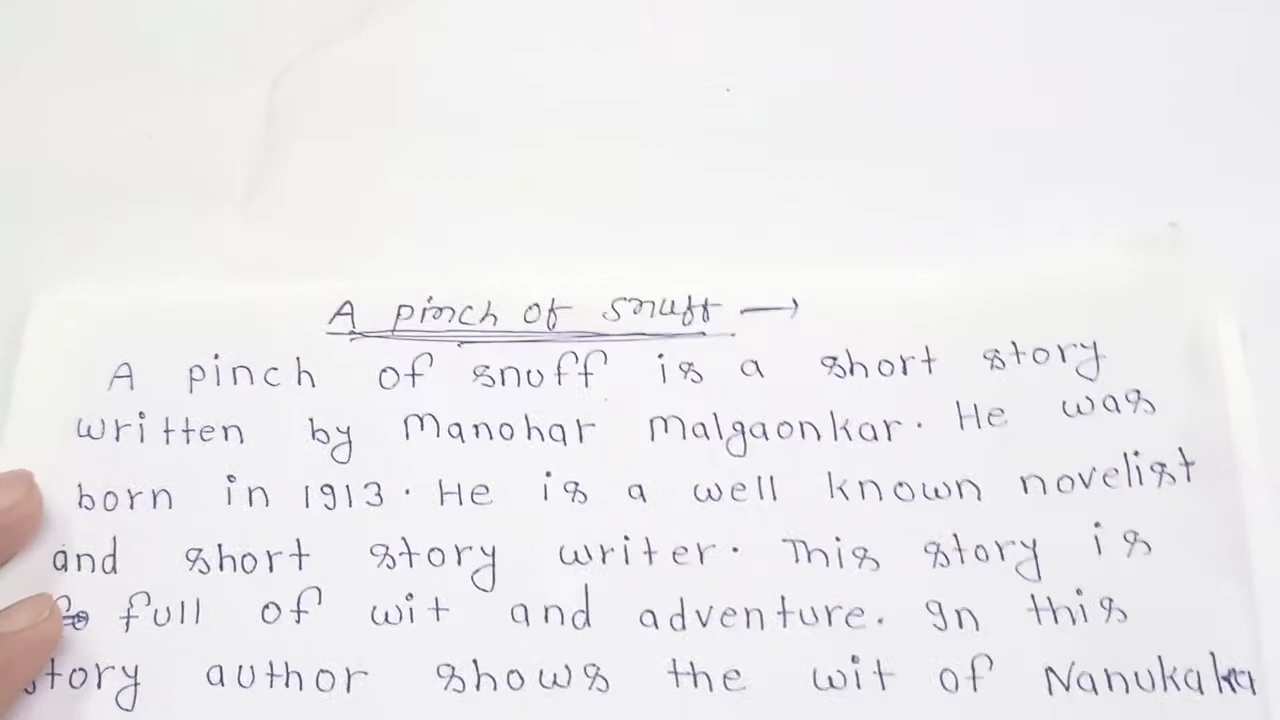 A pinch of snuff →
A pinch of snuff is a short story
written by Manohar Malgaonkar. He was
born in 1913. He is a well known novelist
and short story writer. This story is
full of wit and adventure. In this
story author shows the wit of Nanukaka